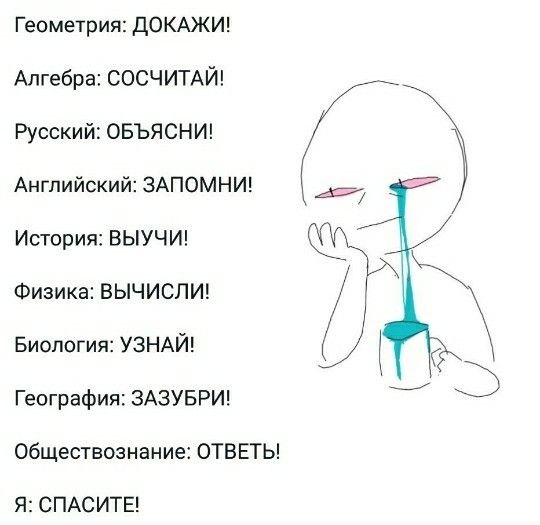 Геометрия: ДОКАЖИ!
Алгебра: СОСЧИТАЙ!
Русский: ОБЪЯСНИ!
Английский: ЗАПОМНИ!
История: ВЫУЧИ!
Физика: ВЫЧИСЛИ!
Биология: УЗНАЙ!
География: ЗАЗУБРИ!
Обществознание: ОТВЕТЬ!
Я: СПАСИТЕ!